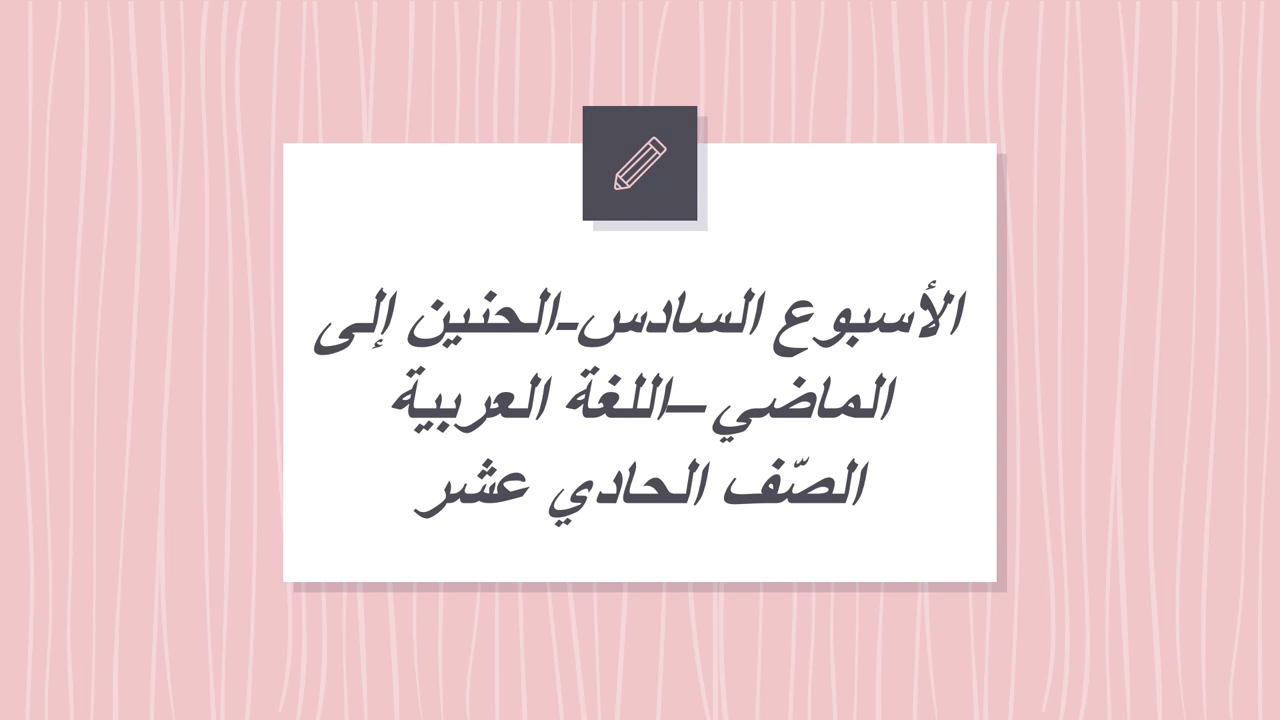 الأسبوع السادس-الحنين إلى
الماضي –اللغة العربية
الصّف الحادي عشر